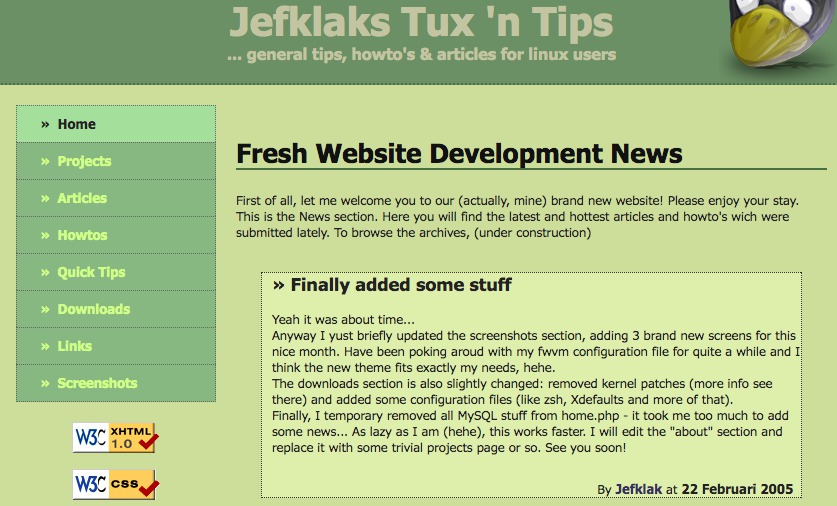 Jefklaks Tux 'n Tips
... general tips, howto's & articles for linux users
» Home
» Projects
» Articles
» Howtos
» Quick Tips
» Downloads
» Links
» Screenshots
W3C XHTML 1.0
W3C css
Fresh Website Development News
First of all, let me welcome you to our (actually, mine) brand new website! Please enjoy your stay.
This is the News section. Here you will find the latest and hottest articles and howto's wich were
submitted lately. To browse the archives, (under construction)
» Finally added some stuff
Yeah it was about time...
Anyway I yust briefly updated the screenshots section, adding 3 brand new screens for this
nice month. Have been poking aroud with my fwvm configuration file for quite a while and I
think the new theme fits exactly my needs, hehe.
The downloads section is also slightly changed: removed kernel patches (more info see
there) and added some configuration files (like zsh, Xdefaults and more of that).
Finally, I temporary removed all MySQL stuff from home.php - it took me too much to add
some news... As lazy as I am (hehe), this works faster. I will edit the "about" section and
replace it with some trivial projects page or so. See you soon!
By Jefklak at 22 Februari 2005